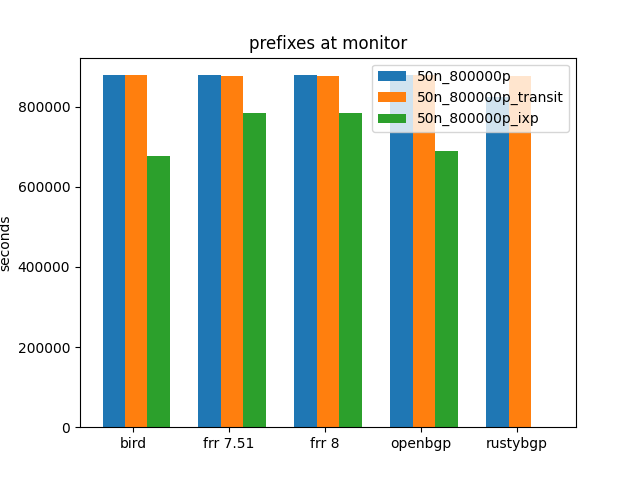 prefixes at monitor
50n_800000p
50n_800000p_transit
50n_800000p_ixp
seconds
800000
600000
400000
200000
0
bird
frr 7.51
frr 8
openbgp
rustybgp